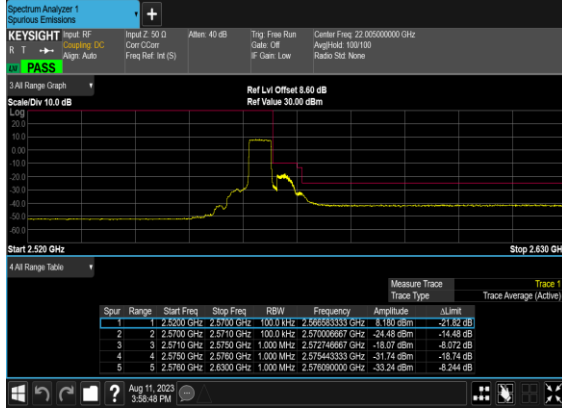 Spectrum Analyzer 1
Spurious Emissions
+
KEYSIGHT Input: RF Input Z: 50 Ω Atten: 40 dB Trig: Free Run Center Freq: 22.005000000 GHz
R T Coupling: DC Corr CCorr Gate: Off Avg|Hold: 100/100
Align: Auto Freq Ref: Int (S) IF Gain: Low Radio Std: None
LXI PASS
3 All Range Graph
Ref Lvl Offset 8.60 dB
Scale/Div 10.0 dB Ref Value 30.00 dBm
Log
20.0
10.0
0.00
-10.0
-20.0
-30.0
-40.0
-50.0
-60.0
Start 2.520 GHz Stop 2.630 GH
4 All Range Table
Measure Trace Trace 1
Trace Type Trace Average (Active)
Spur Range Start Freq Stop Freq RBW Frequency Amplitude ΔLimit
1 1 2.5200 GHz 2.5700 GHz 100.0 kHz 2.566583333 GHz 8.180 dBm -21.82 dB
2 2 2.5700 GHz 2.5710 GHz 100.0 kHz 2.570006667 GHz -24.48 dBm -14.48 dB
3 3 2.5710 GHz 2.5750 GHz 1.000 MHz 2.572746667 GHz -18.07 dBm -8.072 dB
4 4 2.5750 GHz 2.5760 GHz 1.000 MHz 2.575443333 GHz -31.74 dBm -18.74 dB
5 5 2.5760 GHz 2.6300 GHz 1.000 MHz 2.576090000 GHz -33.24 dBm -8.244 dB
? Aug 11, 2023
3:58:48 PM